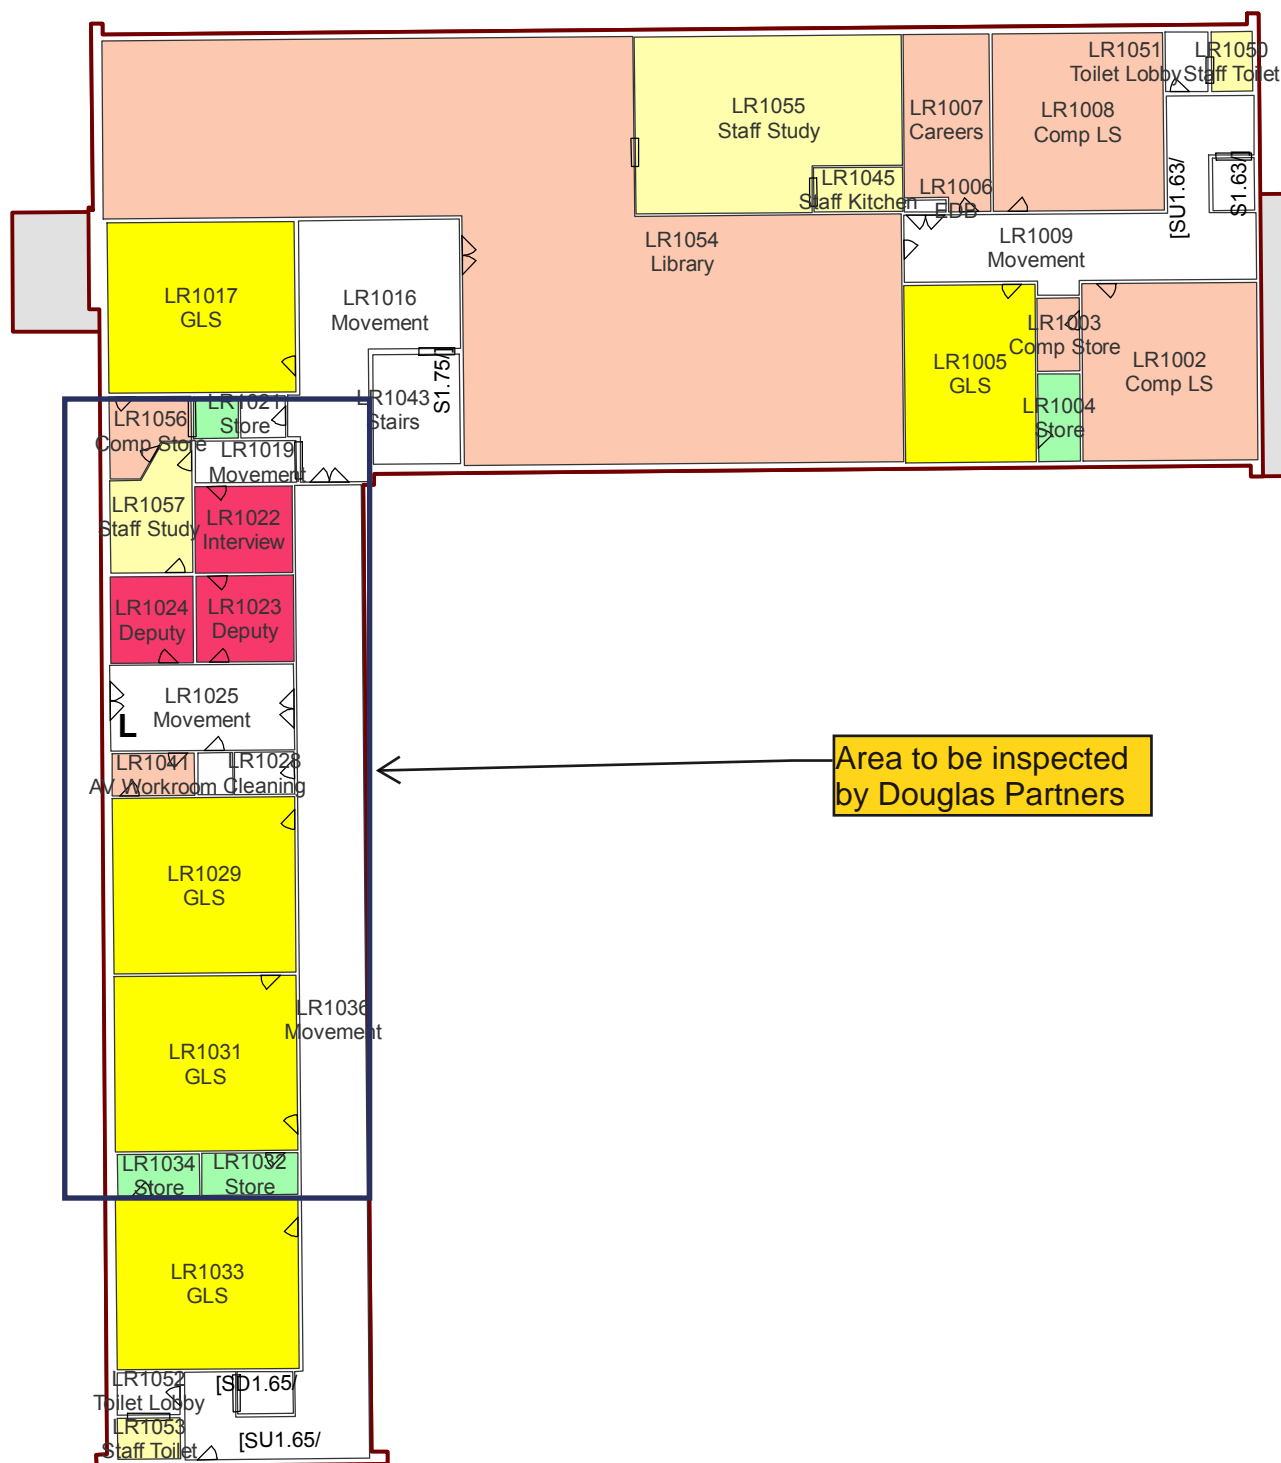 LR1051
Toilet Lobby
LR1050
Staff Toilet
LR1055
Staff Study
LR1007
Careers
LR1008
Comp LS
LR1045
Staff Kitchen
LR1006
EDB
[SU1.63/
S1.63/
LR1054
Library
LR1009
Movement
LR1017
GLS
LR1016
Movement
LR1003
Comp Store
LR1005
GLS
LR1002
Comp LS
S1.75/
LR1043
Stairs
LR1004
Store
LR1056
Comp Store
LR1021
Store
LR1019
Movement
LR1057
Staff Study
LR1022
Interview
LR1024
Deputy
LR1023
Deputy
LR1025
Movement
L
LR1041
AV Workroom
LR1028
Cleaning
Area to be inspected
by Douglas Partners
LR1029
GLS
LR1036
Movement
LR1031
GLS
LR1034
Store
LR1032
Store
LR1033
GLS
LR1052
Toilet Lobby
[SD1.65/
LR1053
Staff Toilet
[SU1.65/